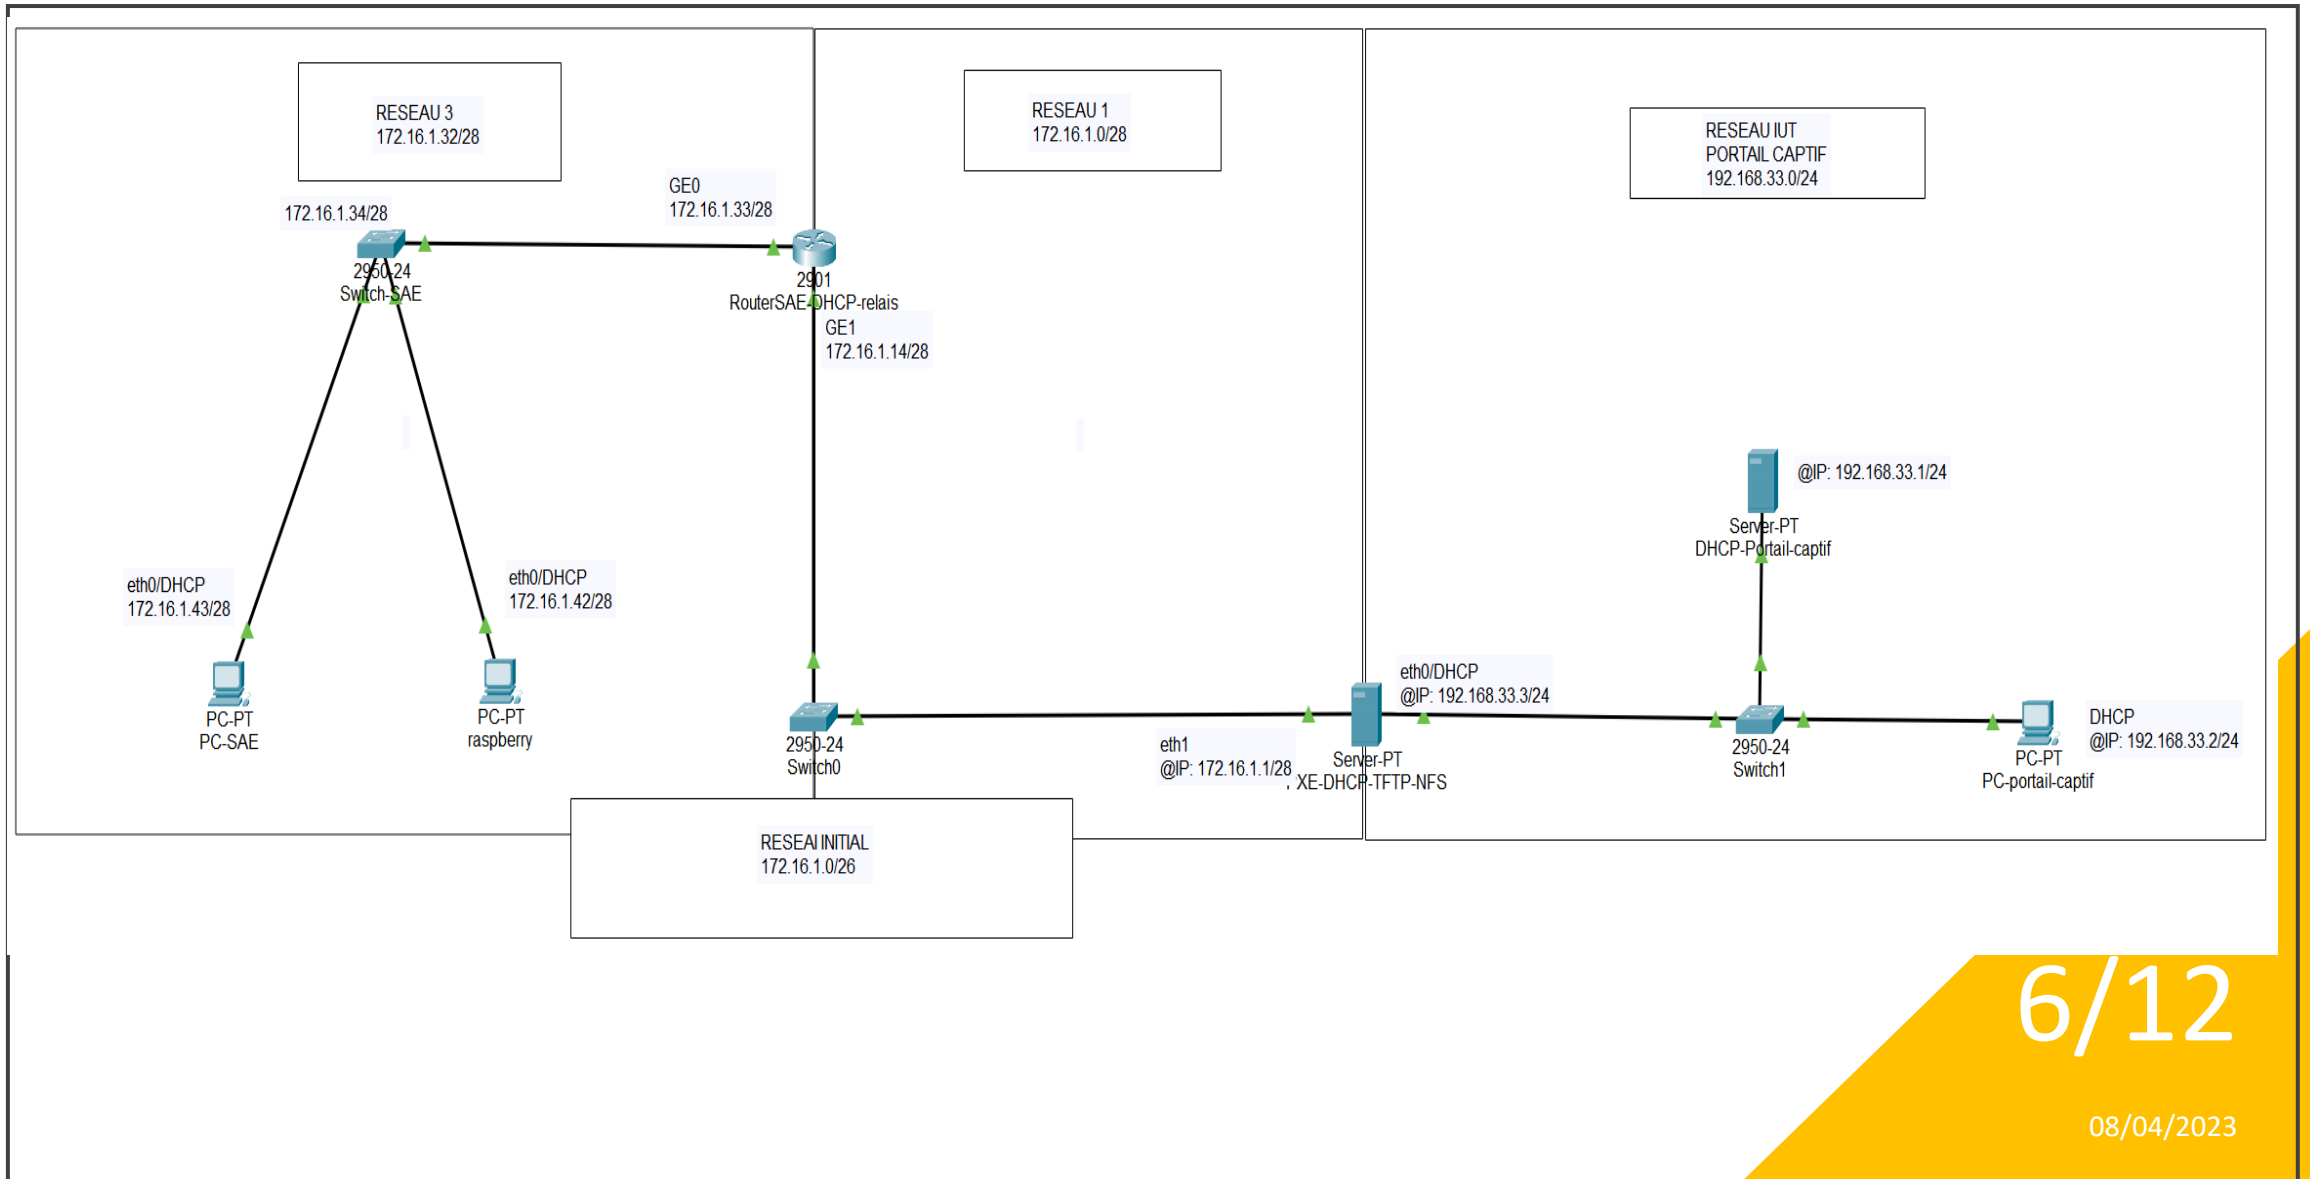 RESEAU 3
172.16.1.32/28
RESEAU 1
172.16.1.0/28
RESEAU IUT
PORTAIL CAPTIF
192.168.33.0/24
172.16.1.34/28
GE0
172.16.1.33/28
2950-24
Switch-SAE
2901
RouterSAE-DHCP-relais
GE1
172.16.1.14/28
@IP: 192.168.33.1/24
Server-PT
DHCP-Portail-captif
eth0/DHCP
172.16.1.43/28
eth0/DHCP
172.16.1.42/28
PC-PT
PC-SAE
PC-PT
raspberry
2950-24
Switch0
eth1
@IP: 172.16.1.1/28
eth0/DHCP
@IP: 192.168.33.3/24
Server-PT
XE-DHCP-TFTP-NFS
2950-24
Switch1
PC-PT
PC-portail-captif
DHCP
@IP: 192.168.33.2/24
RESEAI INITIAL
172.16.1.0/26
6/12
08/04/2023